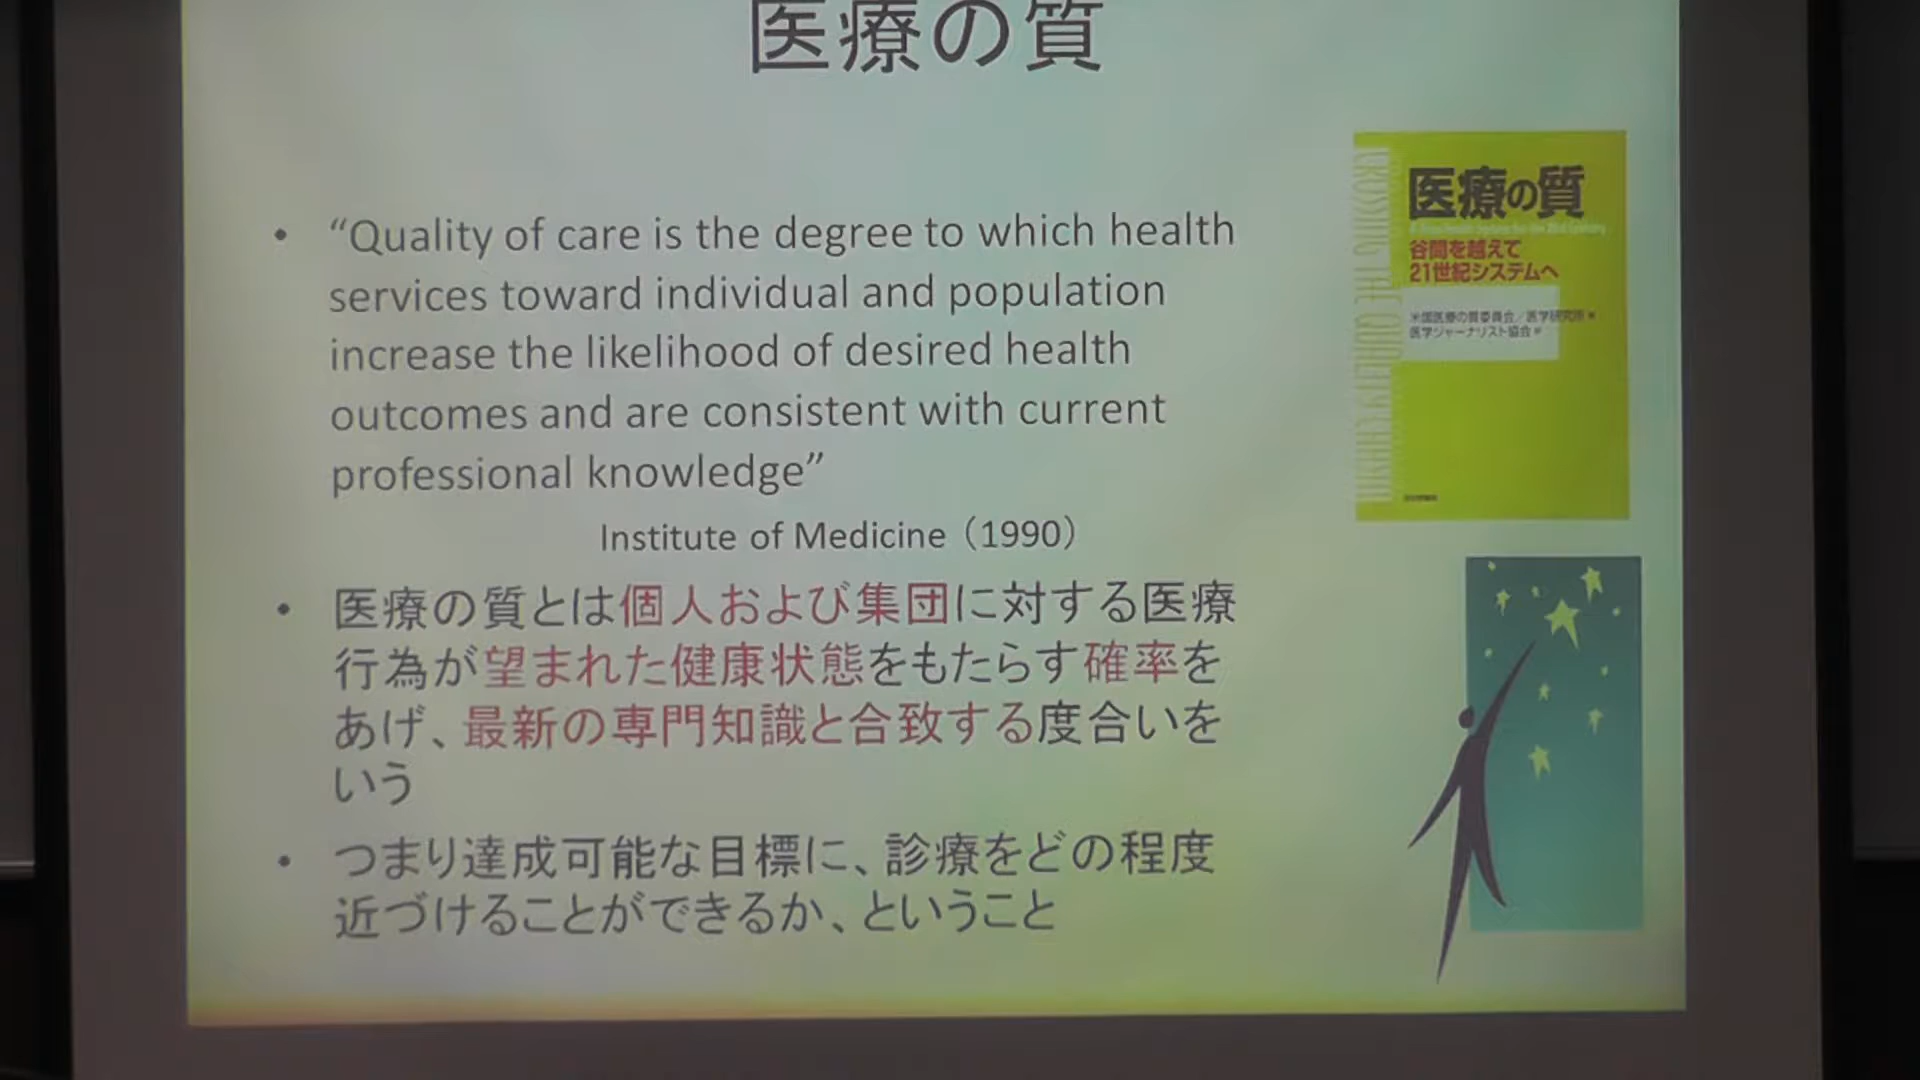 医療の質
• “Quality of care is the degree to which health
services toward individual and population
increase the likelihood of desired health
outcomes and are consistent with current
professional knowledge”
Institute of Medicine（1990）
• 医療の質とは個人および集団に対する医療
行為が望まれた健康状態をもたらす確率を
あげ、最新の専門知識と合致する度合いを
いう
• つまり達成可能な目標に、診療をどの程度
近づけることができるか、ということ
医療の質
谷間を越えて
21世紀システムへ
米国医療の質委員会／医学研究所
医学ジャーナリスト協会